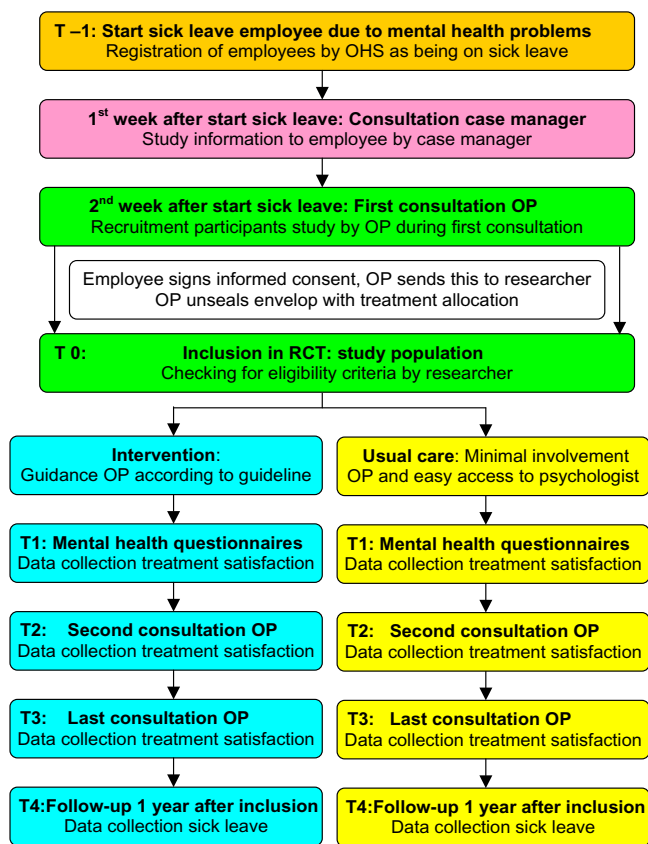 T –1: Start sick leave employee due to mental health problems
Registration of employees by OHS as being on sick leave
1st week after start sick leave: Consultation case manager
Study information to employee by case manager
2nd week after start sick leave: First consultation OP
Recruitment participants study by OP during first consultation
Employee signs informed consent, OP sends this to researcher
OP unseals envelop with treatment allocation
T 0: Inclusion in RCT: study population
Checking for eligibility criteria by researcher
Intervention:
Guidance OP according to guideline
Usual care: Minimal involvement
OP and easy access to psychologist
T1: Mental health questionnaires
Data collection treatment satisfaction
T1: Mental health questionnaires
Data collection treatment satisfaction
T2: Second consultation OP
Data collection treatment satisfaction
T2: Second consultation OP
Data collection treatment satisfaction
T3: Last consultation OP
Data collection treatment satisfaction
T3: Last consultation OP
Data collection treatment satisfaction
T4:Follow-up 1 year after inclusion
Data collection sick leave
T4:Follow-up 1 year after inclusion
Data collection sick leave